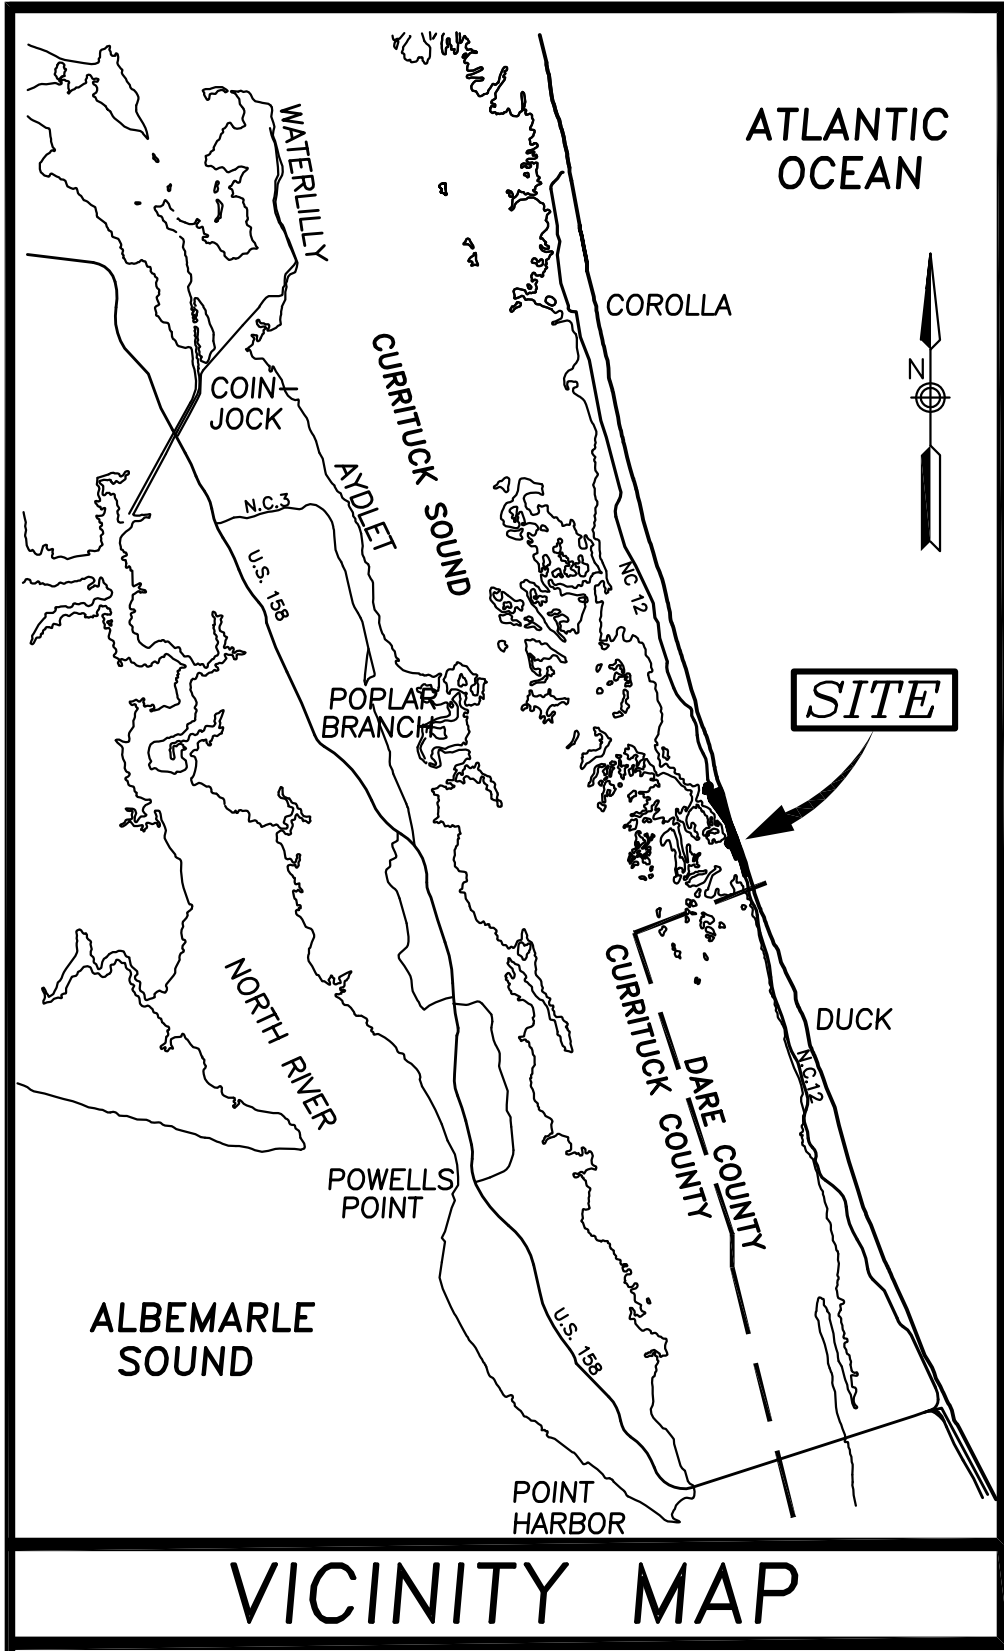 WATERLILLY
ATLANTIC
OCEAN
COROLLA
N
CURRITUCK SOUND
COIN-
JOCK
AYDLET
N.C.3
U.S. 158
NC 12
POPLAR
BRANCH
SITE
NORTH RIVER
CURRITUCK COUNTY
DARE COUNTY
DUCK
N.C.12
POWELLS
POINT
ALBEMARLE
SOUND
U.S. 158
POINT
HARBOR
VICINITY MAP